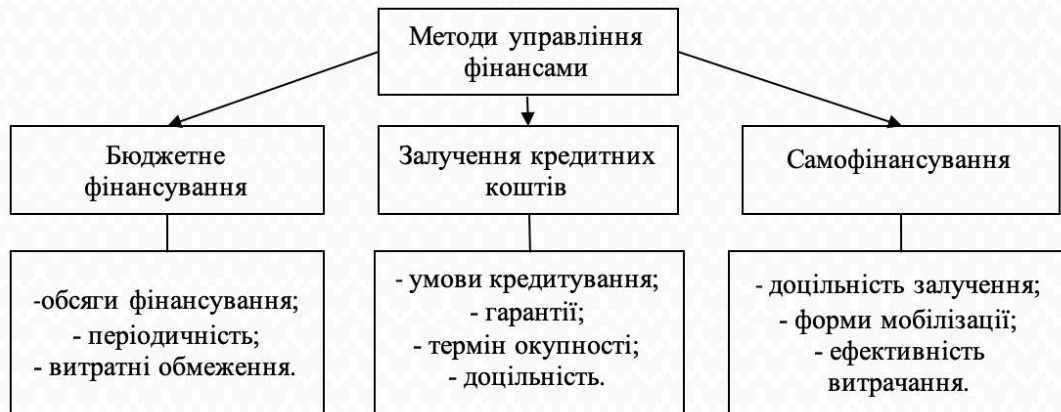 Методи управління
фінансами
Бюджетне
фінансування
Залучення кредитних
коштів
Самофінансування
-обсяги фінансування;
- періодичність;
- витратні обмеження.
- умови кредитування;
- гарантії;
- термін окупності;
- доцільність.
- доцільність залучення;
- форми мобілізації;
- ефективність
витрачання.